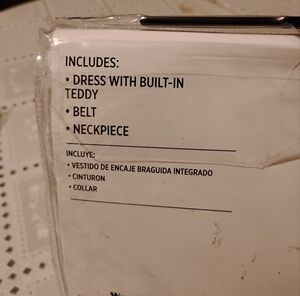 INCLUDES:
• DRESS WITH BUILT-IN
TEDDY
• BELT
• NECKPIECE
INCLUYE:
• VESTIDO DE ENCAJE BRAGUIDA INTEGRADO
• CINTURON
• COLLAR